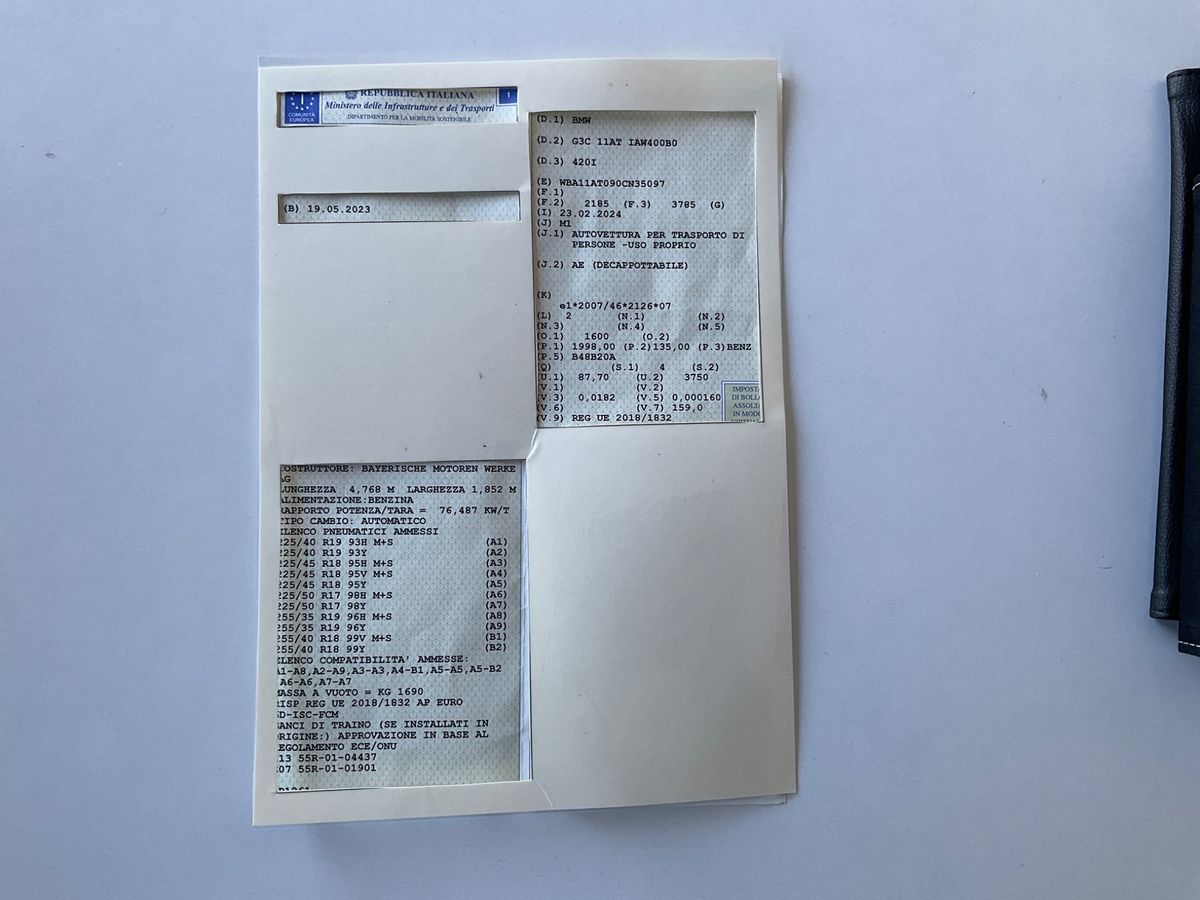 COMUNITÀ
EUROPEA
REPUBBLICA ITALIANA
Ministero delle Infrastrutture e dei Trasporti
DIPARTIMENTO PER LA MOBILITÀ SOSTENIBILE
1
(B) 19.05.2023
(D.1) BMW
(D.2) G3C 11AT IAW400B0
(D.3) 420I
(E) WBA11AT090CN35097
(F.1)
(F.2) 2185 (F.3) 3785 (G)
(I) 23.02.2024
(J) M1
(J.1) AUTOVETTURA PER TRASPORTO DI
PERSONE -USO PROPRIO
(J.2) AE (DECAPPOTTABILE)
(K)
e1*2007/46*2126*07
(L) 2 (N.1) (N.2)
(N.3) (N.4) (N.5)
(O.1) 1600 (O.2)
(P.1) 1998,00 (P.2)135,00 (P.3)BENZ
(P.5) B48B20A
(Q) (S.1) 4 (S.2)
(U.1) 87,70 (U.2) 3750
(V.1) (V.2)
(V.3) 0,0182 (V.5) 0,000160
(V.6) (V.7) 159,0
(V.9) REG UE 2018/1832
IMPOST
DI BOLL
ASSOLT
IN MOD
COSTRUTTORE: BAYERISCHE MOTOREN WERKE
AG
LUNGHEZZA 4,768 M LARGHEZZA 1,852 M
ALIMENTAZIONE:BENZINA
RAPPORTO POTENZA/TARA = 76,487 KW/T
TIPO CAMBIO: AUTOMATICO
ELENCO PNEUMATICI AMMESSI
225/40 R19 93H M+S (A1)
225/40 R19 93Y (A2)
225/45 R18 95H M+S (A3)
225/45 R18 95V M+S (A4)
225/45 R18 95Y (A5)
225/50 R17 98H M+S (A6)
225/50 R17 98Y (A7)
255/35 R19 96H M+S (A8)
255/35 R19 96Y (A9)
255/40 R18 99V M+S (B1)
255/40 R18 99Y (B2)
ELENCO COMPATIBILITA' AMMESSE:
A1-A8,A2-A9,A3-A3,A4-B1,A5-A5,A5-B2
,A6-A6,A7-A7
MASSA A VUOTO = KG 1690
RISP REG UE 2018/1832 AP EURO
6D-ISC-FCM
GANCI DI TRAINO (SE INSTALLATI IN
ORIGINE:) APPROVAZIONE IN BASE AL
REGOLAMENTO ECE/ONU
E13 55R-01-04437
55R-01-01901